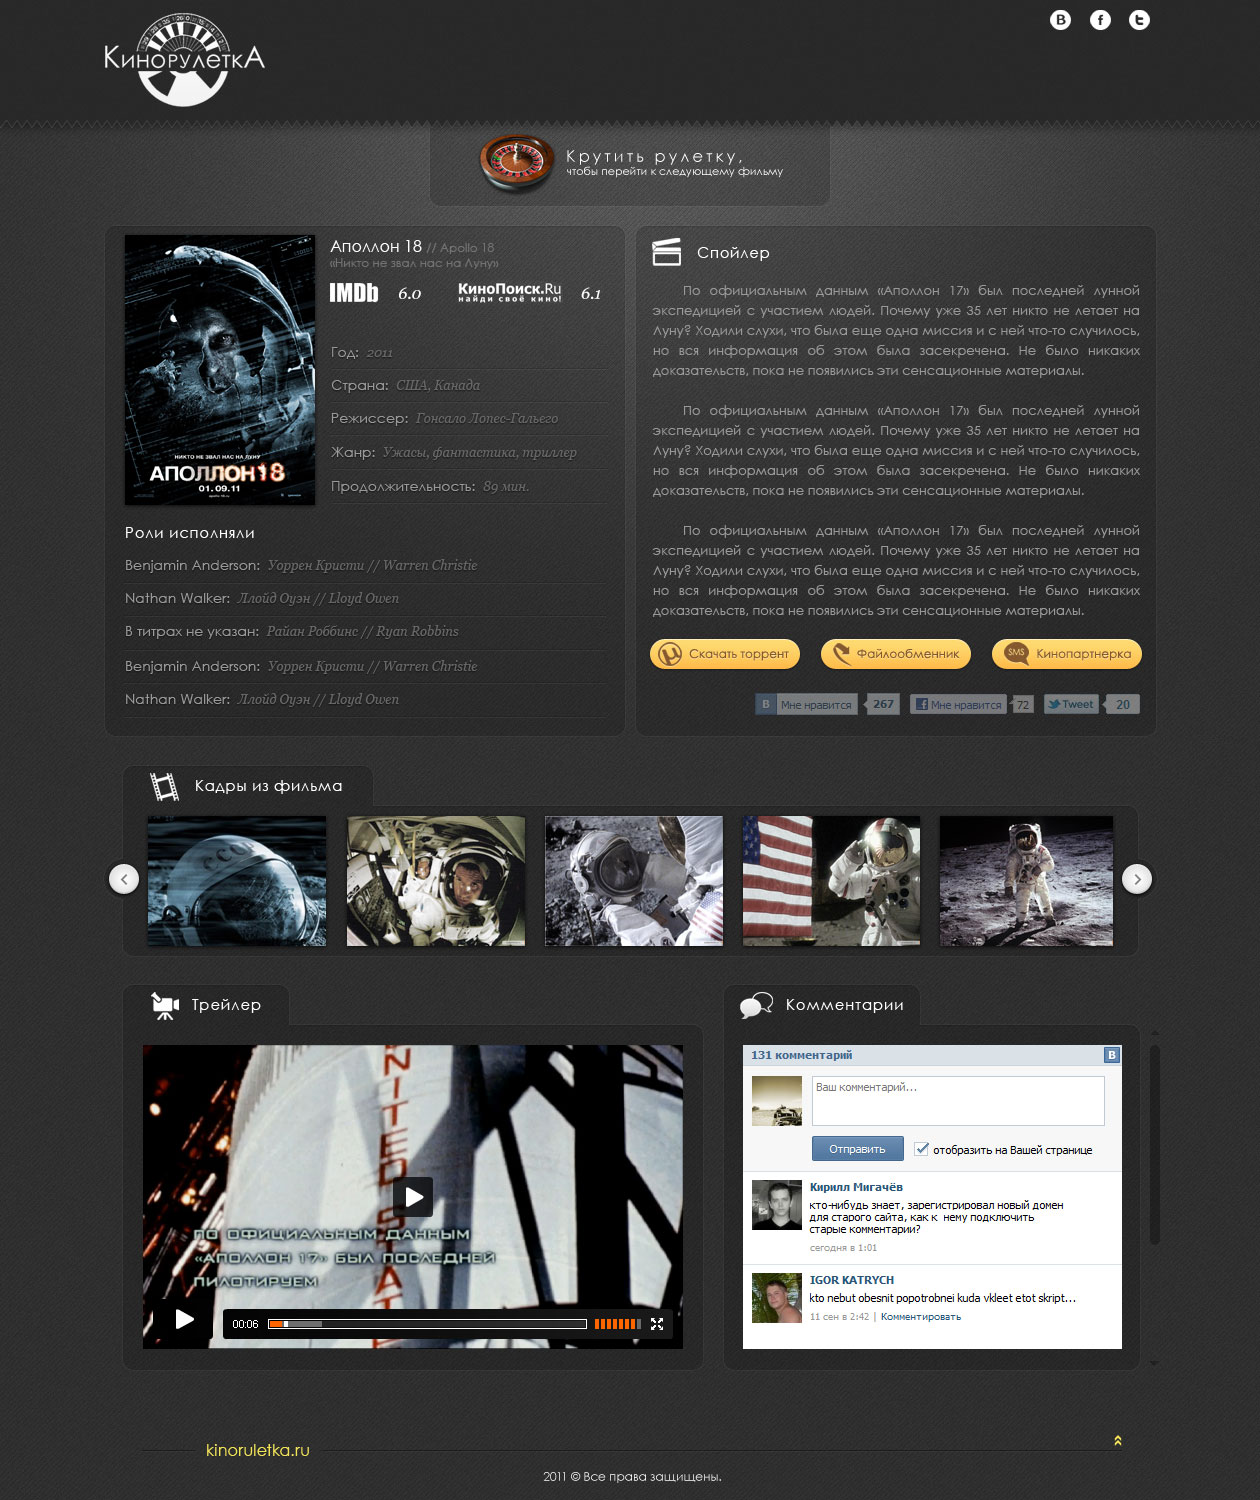 КинорулеткА
B f t
Крутить рулетку,
чтобы перейти к следующему фильму
Аполлон 18 // Apollo 18
«Никто не звал нас на Луну»
IMDb 6.0 КиноПоиск.Ru 6.1
найди своё кино!
Год: 2011
Страна: США, Канада
Режиссер: Гонсало Лопес-Гальего
Жанр: Ужасы, фантастика, триллер
Продолжительность: 89 мин.
НИКТО НЕ ЗВАЛ НАС НА ЛУНУ
АПОЛЛОН 18
01.09.11
Роли исполняли
Benjamin Anderson: Уоррен Кристи // Warren Christie
Nathan Walker: Ллойд Оуэн // Lloyd Owen
В титрах не указан: Райан Роббинс // Ryan Robbins
Benjamin Anderson: Уоррен Кристи // Warren Christie
Nathan Walker: Ллойд Оуэн // Lloyd Owen
Спойлер
По официальным данным «Аполлон 17» был последней лунной
экспедицией с участием людей. Почему уже 35 лет никто не летает на
Луну? Ходили слухи, что была еще одна миссия и с ней что-то случилось,
но вся информация об этом была засекречена. Не было никаких
доказательств, пока не появились эти сенсационные материалы.
По официальным данным «Аполлон 17» был последней лунной
экспедицией с участием людей. Почему уже 35 лет никто не летает на
Луну? Ходили слухи, что была еще одна миссия и с ней что-то случилось,
но вся информация об этом была засекречена. Не было никаких
доказательств, пока не появились эти сенсационные материалы.
По официальным данным «Аполлон 17» был последней лунной
экспедицией с участием людей. Почему уже 35 лет никто не летает на
Луну? Ходили слухи, что была еще одна миссия и с ней что-то случилось,
но вся информация об этом была засекречена. Не было никаких
доказательств, пока не появились эти сенсационные материалы.
Скачать торрент Файлообменник SMS Кинопартнерка
B Мне нравится 267 Мне нравится 72 Tweet 20
Кадры из фильма
СССР
Трейлер
ПО ОФИЦИАЛЬНЫМ ДАННЫМ
«АПОЛЛОН 17» БЫЛ ПОСЛЕДНЕЙ
ПИЛОТИРУЕМ
00:06
Комментарии
131 комментарий B
Ваш комментарий...
Отправить отобразить на Вашей странице
Кирилл Мигачёв
кто-нибудь знает, зарегистрировал новый домен
для старого сайта, как к нему подключить
старые комментарии?
сегодня в 1:01
IGOR KATRYCH
kto nebut obesnit popotrobnei kuda vkleet etot skript...
11 сен в 2:42 | Комментировать
kinoruletka.ru
2011 © Все права защищены.